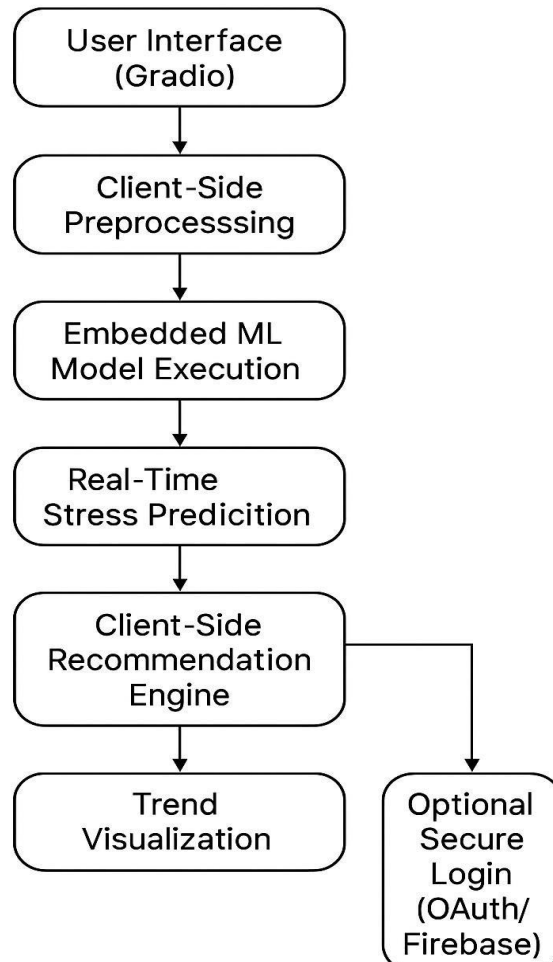 User Interface
(Gradio)
Client-Side
Preprocesssing
Embedded ML
Model Execution
Real-Time
Stress Predicition
Client-Side
Recommendation
Engine
Trend
Visualization
Optional
Secure
Login
(OAuth/
Firebase)